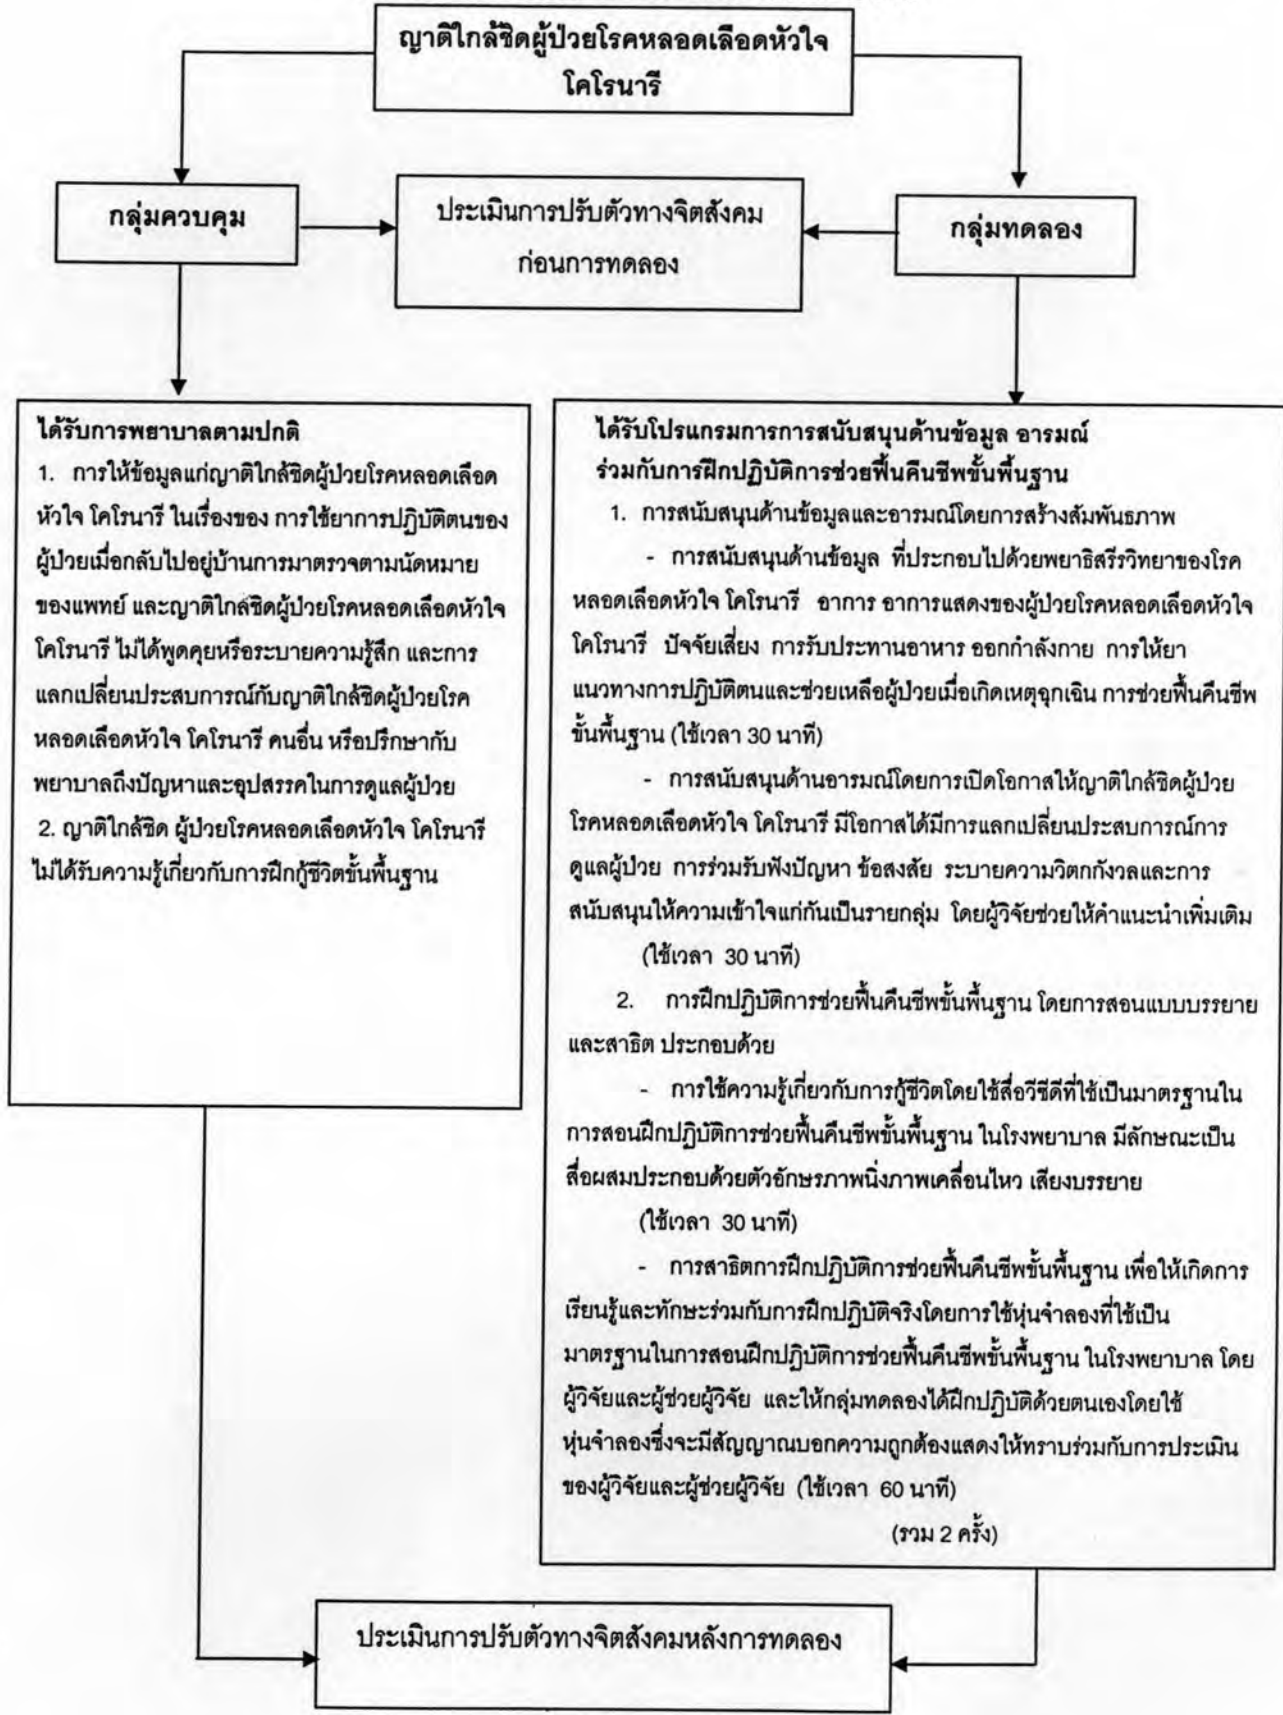 ญาติใกล้ชิดผู้ป่วยโรคหลอดเลือดหัวใจ
โคโรนารี
กลุ่มควบคุม
ประเมินการปรับตัวทางจิตสังคม
ก่อนการทดลอง
กลุ่มทดลอง
ได้รับการพยาบาลตามปกติ
1. การให้ข้อมูลแก่ญาติใกล้ชิดผู้ป่วยโรคหลอดเลือด
หัวใจ โคโรนารี ในเรื่องของ การใช้ยาการปฏิบัติตนของ
ผู้ป่วยเมื่อกลับไปอยู่บ้านการมาตรวจตามนัดหมาย
ของแพทย์ และญาติใกล้ชิดผู้ป่วยโรคหลอดเลือดหัวใจ
โคโรนารี ไม่ได้พูดคุยหรือระบายความรู้สึก และการ
แลกเปลี่ยนประสบการณ์กับญาติใกล้ชิดผู้ป่วยโรค
หลอดเลือดหัวใจ โคโรนารี คนอื่น หรือปรึกษากับ
พยาบาลถึงปัญหาและอุปสรรคในการดูแลผู้ป่วย
2. ญาติใกล้ชิด ผู้ป่วยโรคหลอดเลือดหัวใจ โคโรนารี
ไม่ได้รับความรู้เกี่ยวกับการฝึกกู้ชีวิตขั้นพื้นฐาน
ได้รับโปรแกรมการการสนับสนุนด้านข้อมูล อารมณ์
ร่วมกับการฝึกปฏิบัติการช่วยฟื้นคืนชีพขั้นพื้นฐาน
1. การสนับสนุนด้านข้อมูลและอารมณ์โดยการสร้างสัมพันธภาพ
- การสนับสนุนด้านข้อมูล ที่ประกอบไปด้วยพยาธิสรีรวิทยาของโรค
หลอดเลือดหัวใจ โคโรนารี อาการ อาการแสดงของผู้ป่วยโรคหลอดเลือดหัวใจ
โคโรนารี ปัจจัยเสี่ยง การรับประทานอาหาร ออกกำลังกาย การให้ยา
แนวทางการปฏิบัติตนและช่วยเหลือผู้ป่วยเมื่อเกิดเหตุฉุกเฉิน การช่วยฟื้นคืนชีพ
ขั้นพื้นฐาน (ใช้เวลา 30 นาที)
- การสนับสนุนด้านอารมณ์โดยการเปิดโอกาสให้ญาติใกล้ชิดผู้ป่วย
โรคหลอดเลือดหัวใจ โคโรนารี มีโอกาสได้มีการแลกเปลี่ยนประสบการณ์การ
ดูแลผู้ป่วย การร่วมรับฟังปัญหา ข้อสงสัย ระบายความวิตกกังวลและการ
สนับสนุนให้ความเข้าใจแก่กันเป็นรายกลุ่ม โดยผู้วิจัยช่วยให้คำแนะนำเพิ่มเติม
(ใช้เวลา 30 นาที)
2. การฝึกปฏิบัติการช่วยฟื้นคืนชีพขั้นพื้นฐาน โดยการสอนแบบบรรยาย
และสาธิต ประกอบด้วย
- การใช้ความรู้เกี่ยวกับการกู้ชีวิตโดยใช้สื่อวีซีดีที่ใช้เป็นมาตรฐานใน
การสอนฝึกปฏิบัติการช่วยฟื้นคืนชีพขั้นพื้นฐาน ในโรงพยาบาล มีลักษณะเป็น
สื่อผสมประกอบด้วยตัวอักษรภาพนิ่งภาพเคลื่อนไหว เสียงบรรยาย
(ใช้เวลา 30 นาที)
- การสาธิตการฝึกปฏิบัติการช่วยฟื้นคืนชีพขั้นพื้นฐาน เพื่อให้เกิดการ
เรียนรู้และทักษะร่วมกับการฝึกปฏิบัติจริงโดยการใช้หุ่นจำลองที่ใช้เป็น
มาตรฐานในการสอนฝึกปฏิบัติการช่วยฟื้นคืนชีพขั้นพื้นฐาน ในโรงพยาบาล โดย
ผู้วิจัยและผู้ช่วยผู้วิจัย และให้กลุ่มทดลองได้ฝึกปฏิบัติด้วยตนเองโดยใช้
หุ่นจำลองซึ่งจะมีสัญญาณบอกความถูกต้องแสดงให้ทราบร่วมกับการประเมิน
ของผู้วิจัยและผู้ช่วยผู้วิจัย (ใช้เวลา 60 นาที)
(รวม 2 ครั้ง)
ประเมินการปรับตัวทางจิตสังคมหลังการทดลอง